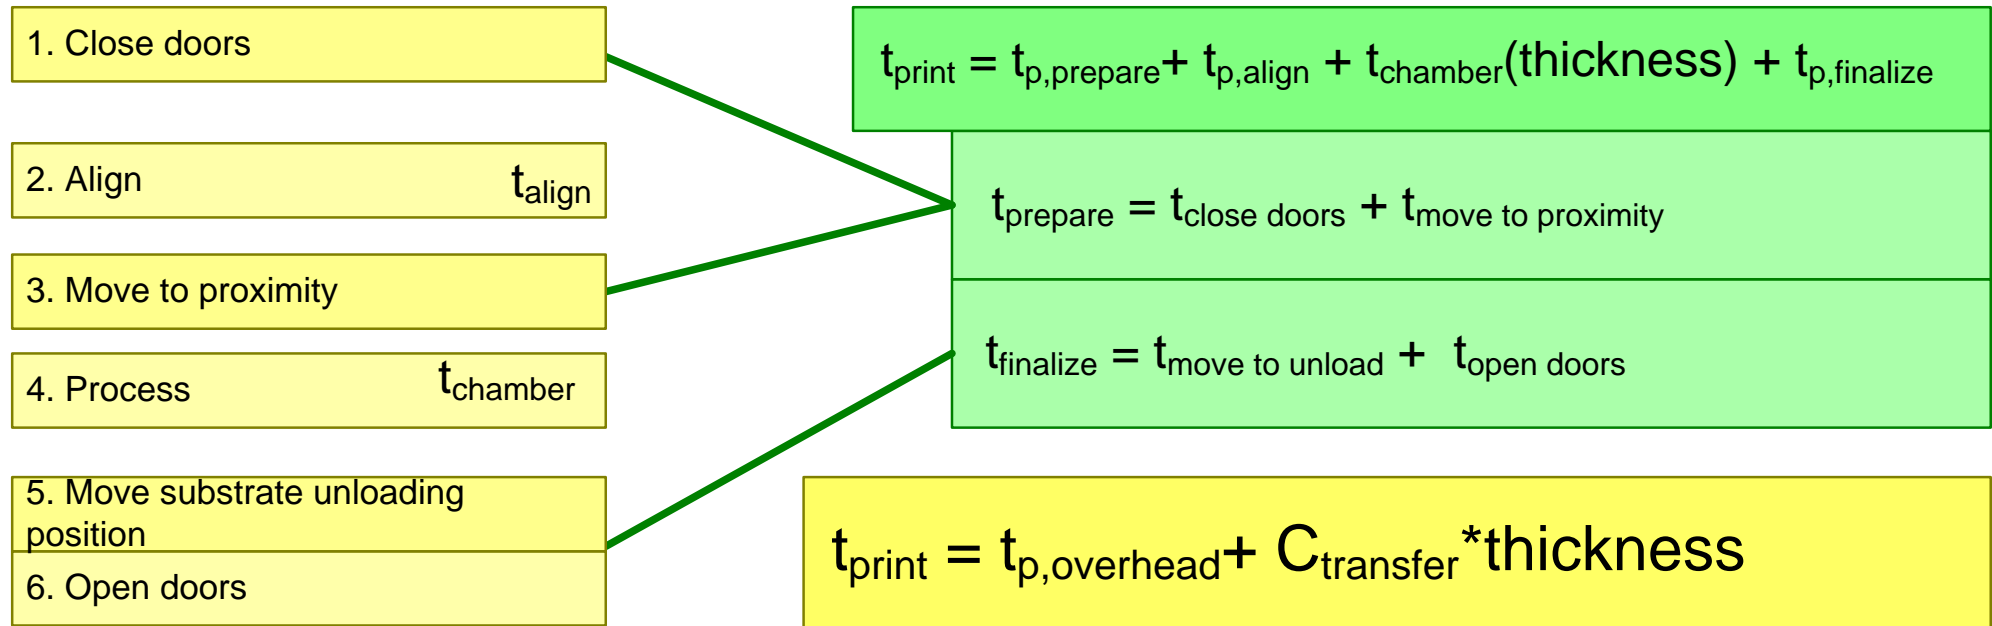 1. Close doors
2. Align t_align
3. Move to proximity
4. Process t_chamber
5. Move substrate unloading
position
6. Open doors
t_print = t_p,prepare+ t_p,align + t_chamber(thickness) + t_p,finalize
t_prepare = t_close doors + t_move to proximity
t_finalize = t_move to unload + t_open doors
t_print = t_p,overhead+ C_transfer*thickness